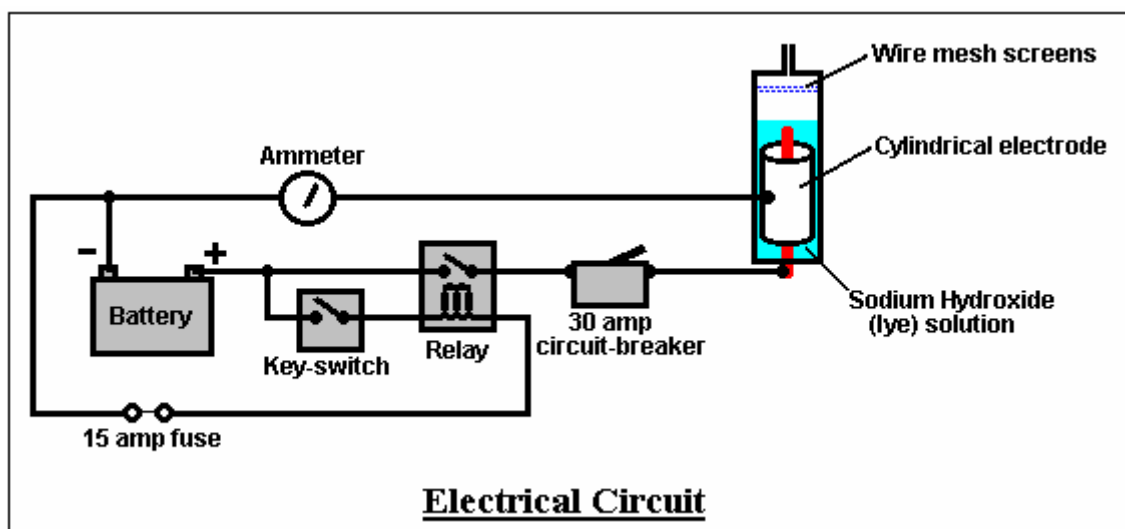 Wire mesh screens
Ammeter
Cylindrical electrode
-
+
Battery
Key-switch
Relay
30 amp
circuit-breaker
Sodium Hydroxide
(lye) solution
15 amp fuse
Electrical Circuit